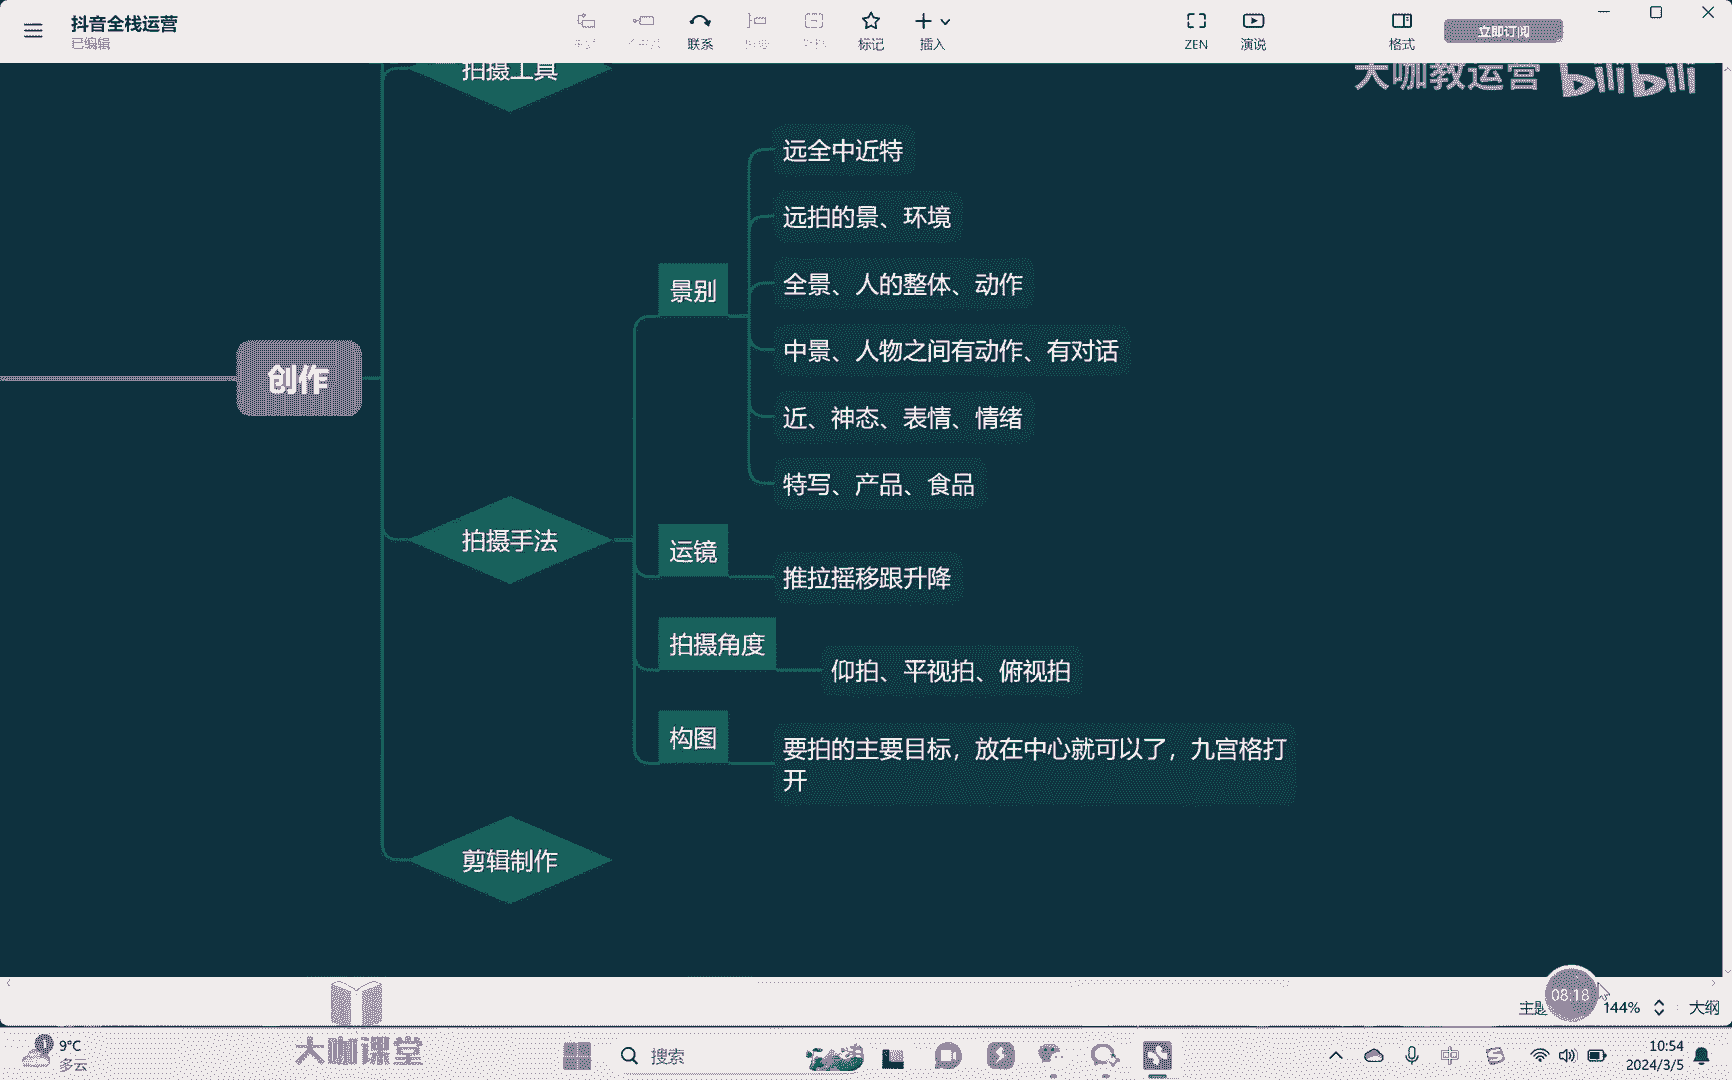 抖音全栈运营
已编辑
联系
标记
插入
ZEN
演说
格式
立即订阅
拍摄工具
大咖教运营 bilibili
远全中近特
远拍的景、环境
景别
全景、人的整体、动作
中景、人物之间有动作、有对话
创作
近、神态、表情、情绪
特写、产品、食品
拍摄手法
运镜
推拉摇移跟升降
拍摄角度
仰拍、平视拍、俯视拍
构图
要拍的主要目标，放在中心就可以了，九宫格打
开
剪辑制作
主题
08:18
144%
大纲
大咖课堂
1
9°C
多云
搜索
中
10:54
2024/3/5